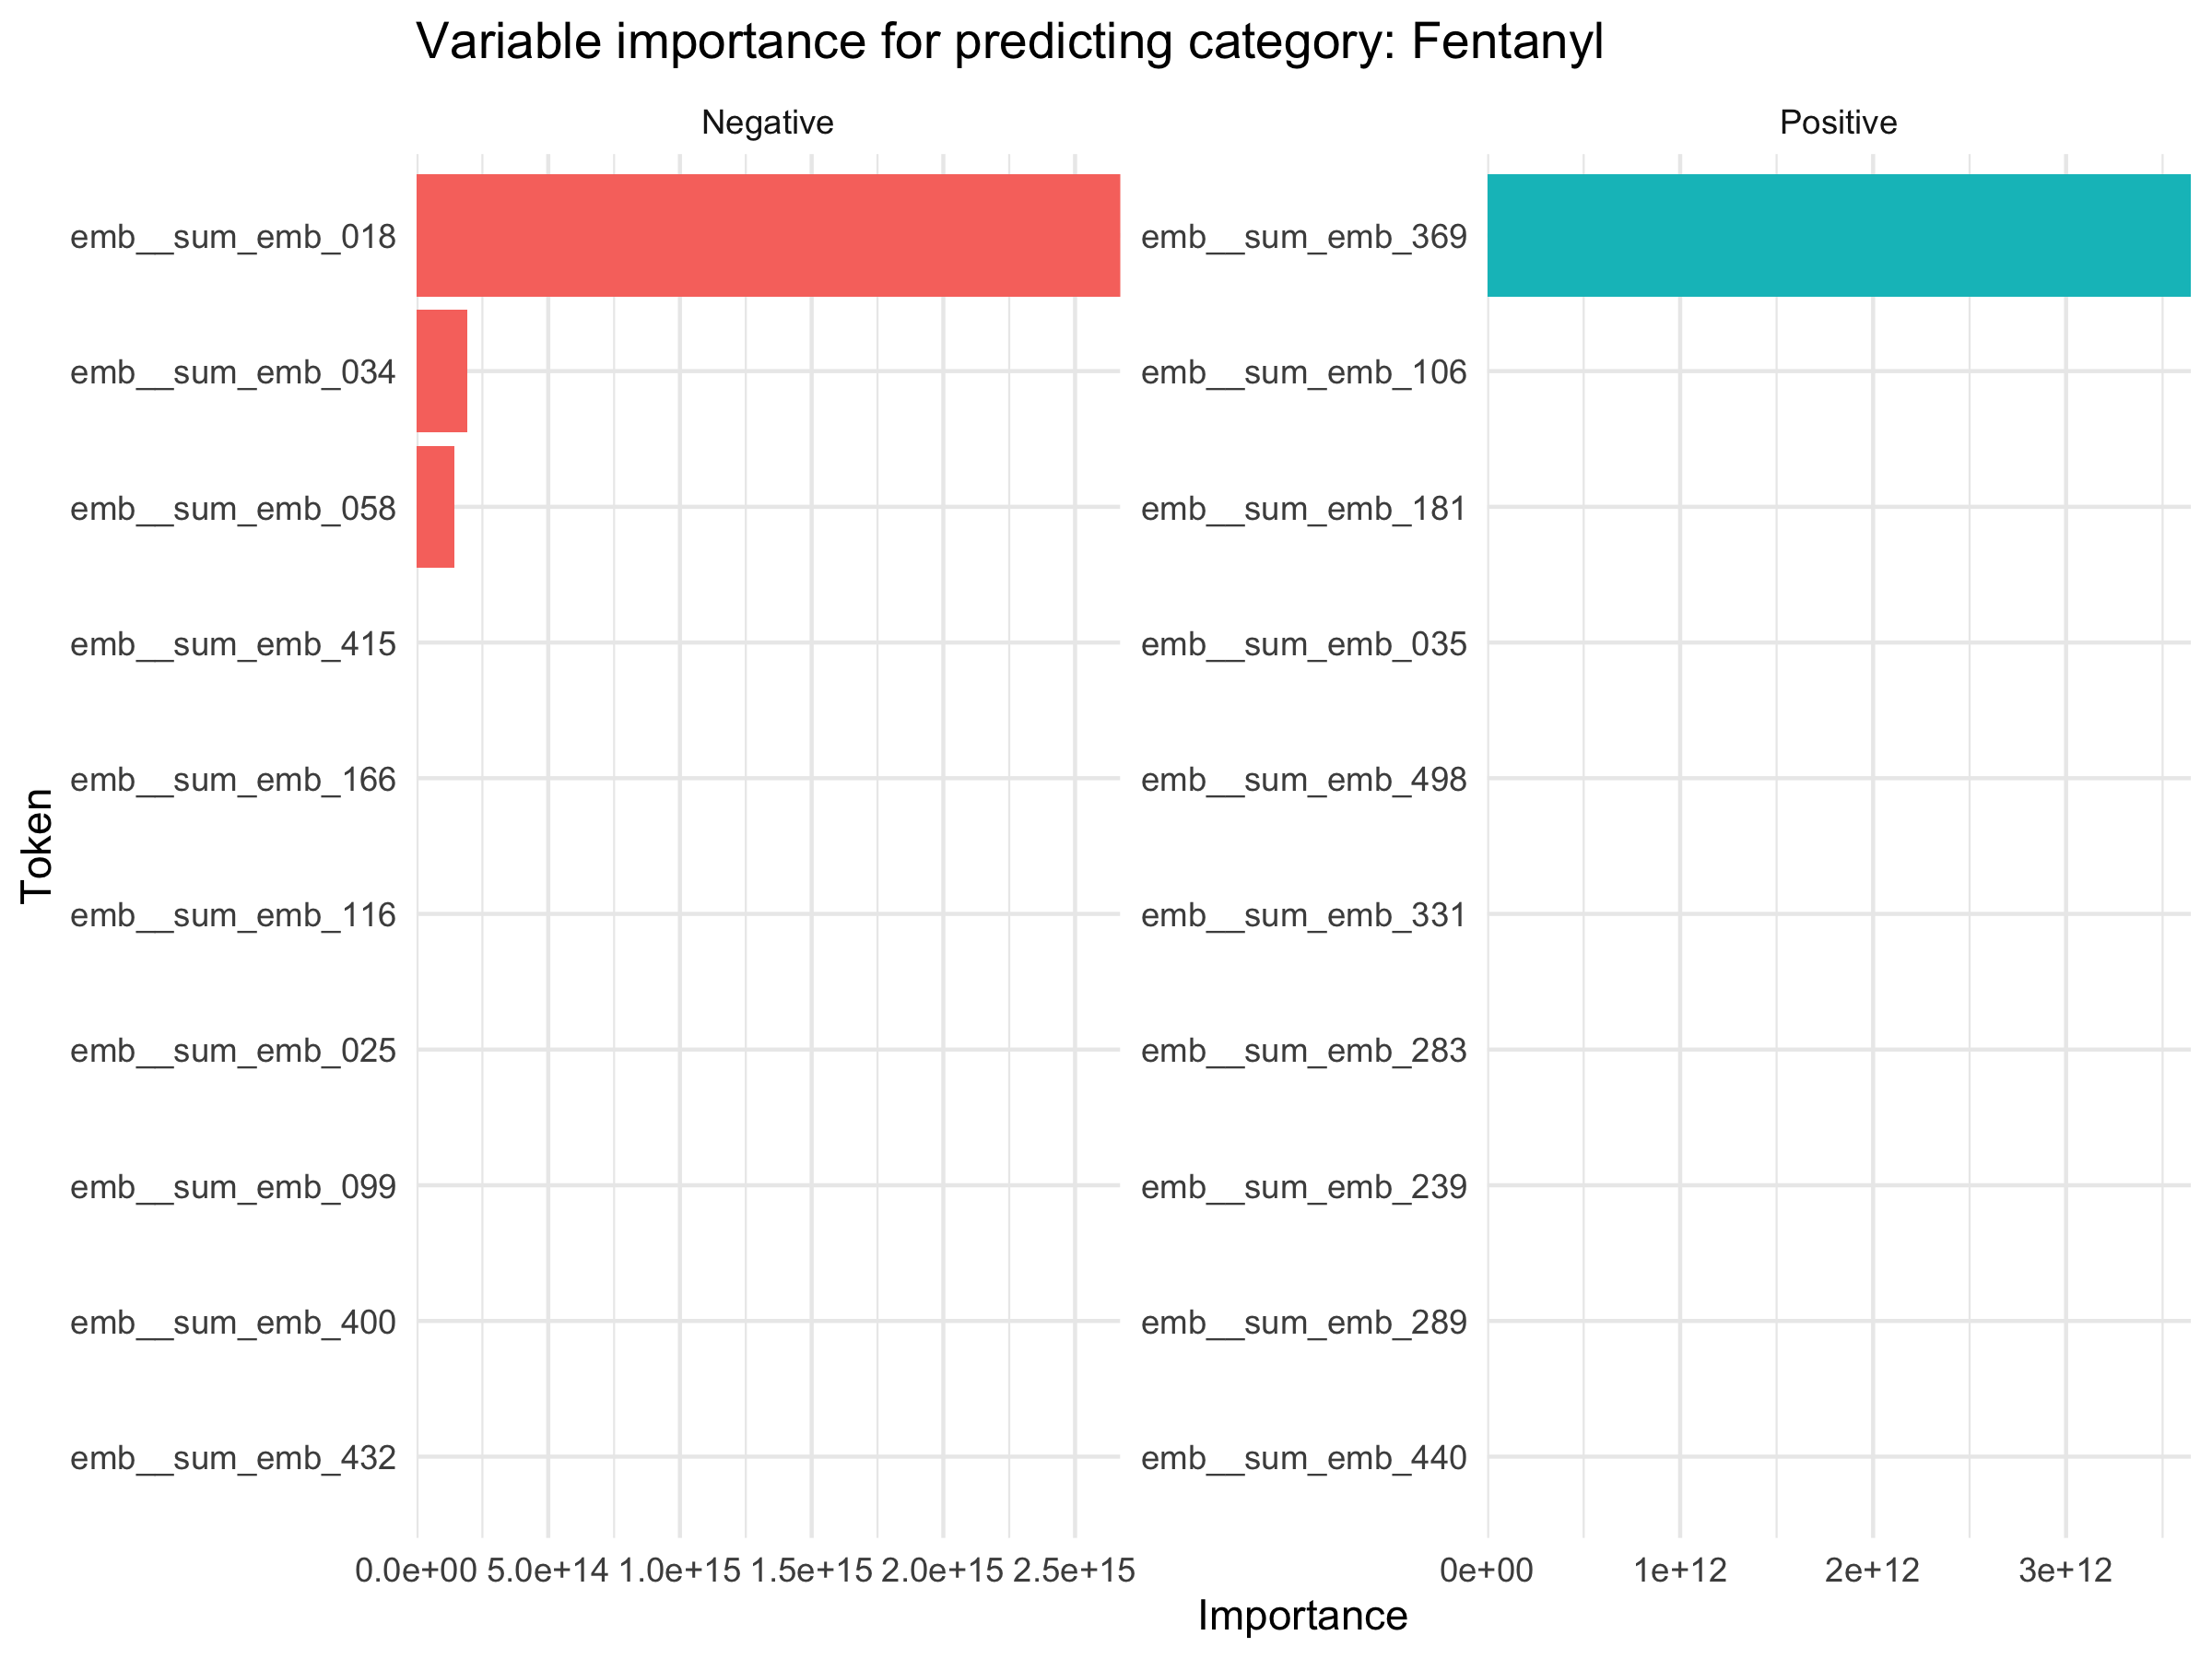 Variable importance for predicting category: Fentanyl
Negative
Positive
emb__sum_emb_018
emb__sum_emb_034
emb__sum_emb_058
emb__sum_emb_415
emb__sum_emb_166
emb__sum_emb_116
emb__sum_emb_025
emb__sum_emb_099
emb__sum_emb_400
emb__sum_emb_432
emb__sum_emb_369
emb__sum_emb_106
emb__sum_emb_181
emb__sum_emb_035
emb__sum_emb_498
emb__sum_emb_331
emb__sum_emb_283
emb__sum_emb_239
emb__sum_emb_289
emb__sum_emb_440
Token
0.0e+00 5.0e+14 1.0e+15 1.5e+15 2.0e+15 2.5e+15
0e+00 1e+12 2e+12 3e+12
Importance